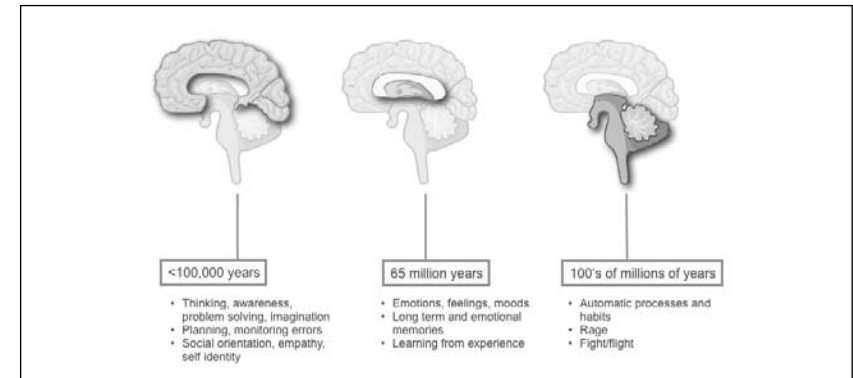 <100,000 years
• Thinking, awareness,
problem solving, imagination
• Planning, monitoring errors
• Social orientation, empathy,
self identity
65 million years
• Emotions, feelings, moods
• Long term and emotional
memories
• Learning from experience
100's of millions of years
• Automatic processes and
habits
• Rage
• Fight/flight